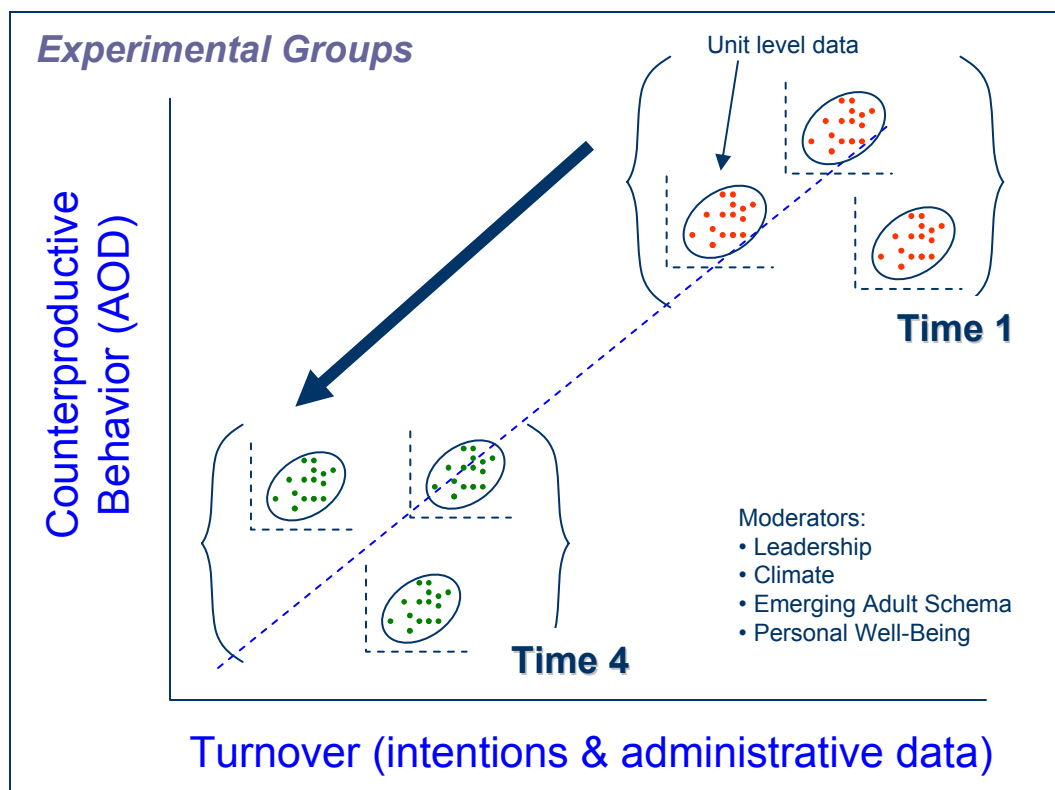 Experimental Groups
Unit level data
Counterproductive
Behavior (AOD)
Time 1
Moderators:
• Leadership
• Climate
• Emerging Adult Schema
• Personal Well-Being
Time 4
Turnover (intentions & administrative data)